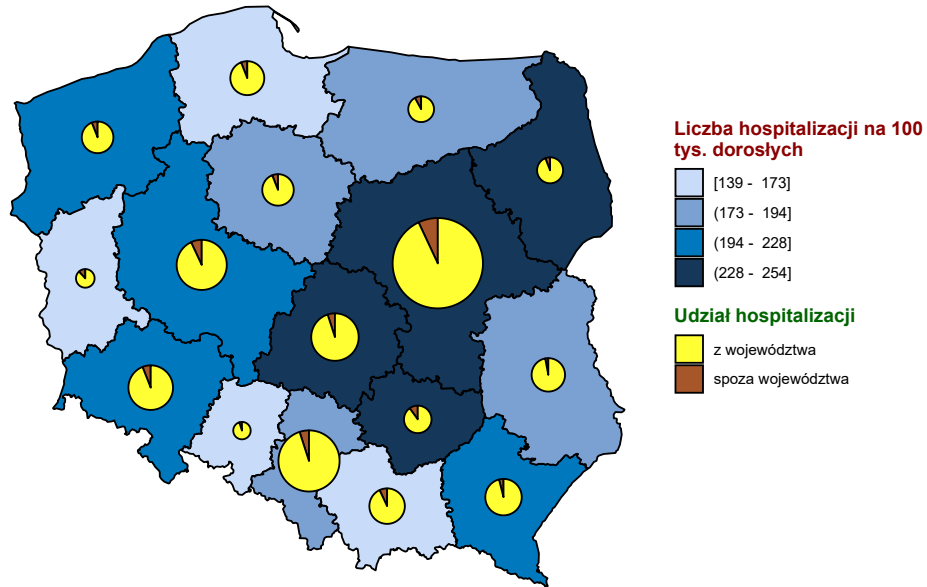 Liczba hospitalizacji na 100
tys. dorosłych
[139 - 173]
(173 - 194]
(194 - 228]
(228 - 254]
Udział hospitalizacji
z województwa
spoza województwa